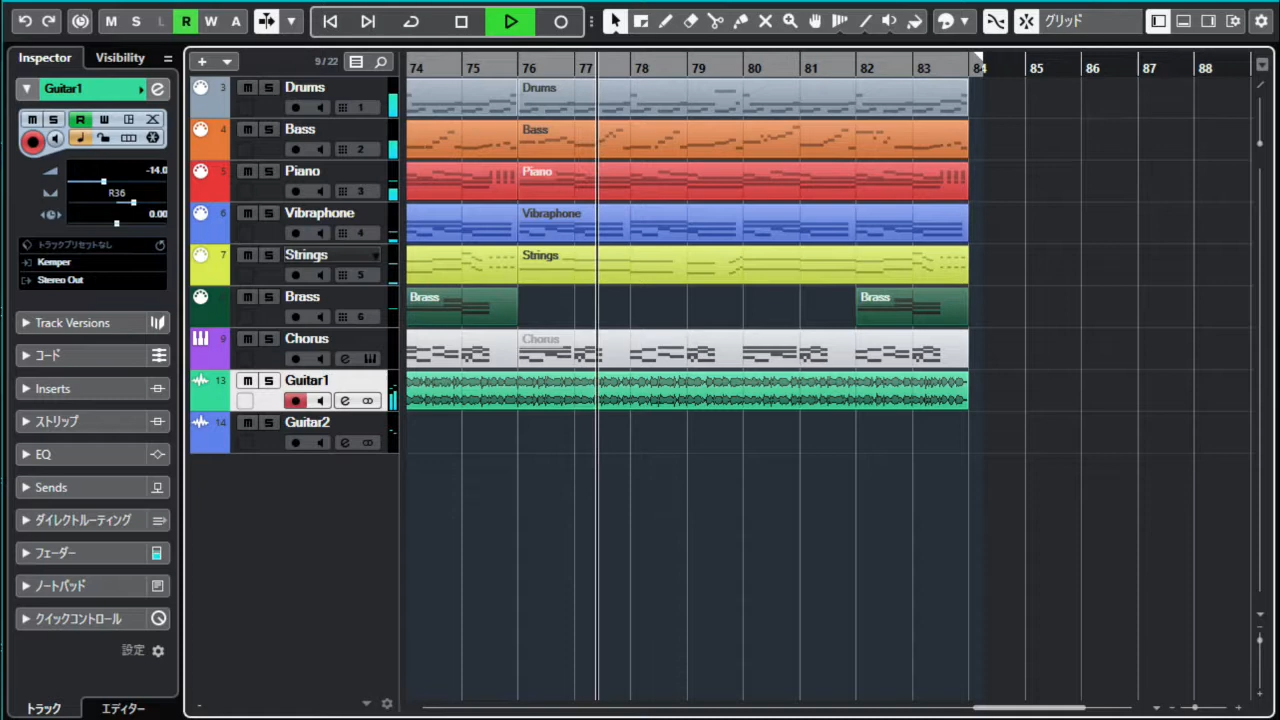 M S L R W A グリッド
Inspector Visibility
9/22
74 75 76 77 78 79 80 81 82 83 84 85 86 87 88
Guitar1
M S R W
-14.0
R36
0.00
トラックプリセットなし
Kemper
Stereo Out
Track Versions
コード
Inserts
ストリップ
EQ
Sends
ダイレクトルーティング
フェーダー
ノートパッド
クイックコントロール
設定
トラック エディター
3 M S Drums
1
4 M S Bass
2
5 M S Piano
3
6 M S Vibraphone
4
7 M S Strings
5
M S Brass
6
9 M S Chorus
13 M S Guitar1
14 M S Guitar2
Drums
Bass
Piano
Vibraphone
Strings
Brass Brass
Chorus